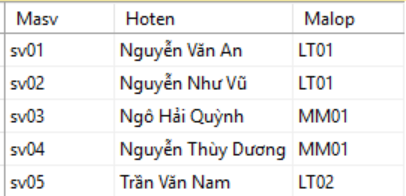 Masv Hoten Malop
sv01 Nguyễn Văn An LT01
sv02 Nguyễn Như Vũ LT01
sv03 Ngô Hải Quỳnh MM01
sv04 Nguyễn Thùy Dương MM01
sv05 Trần Văn Nam LT02